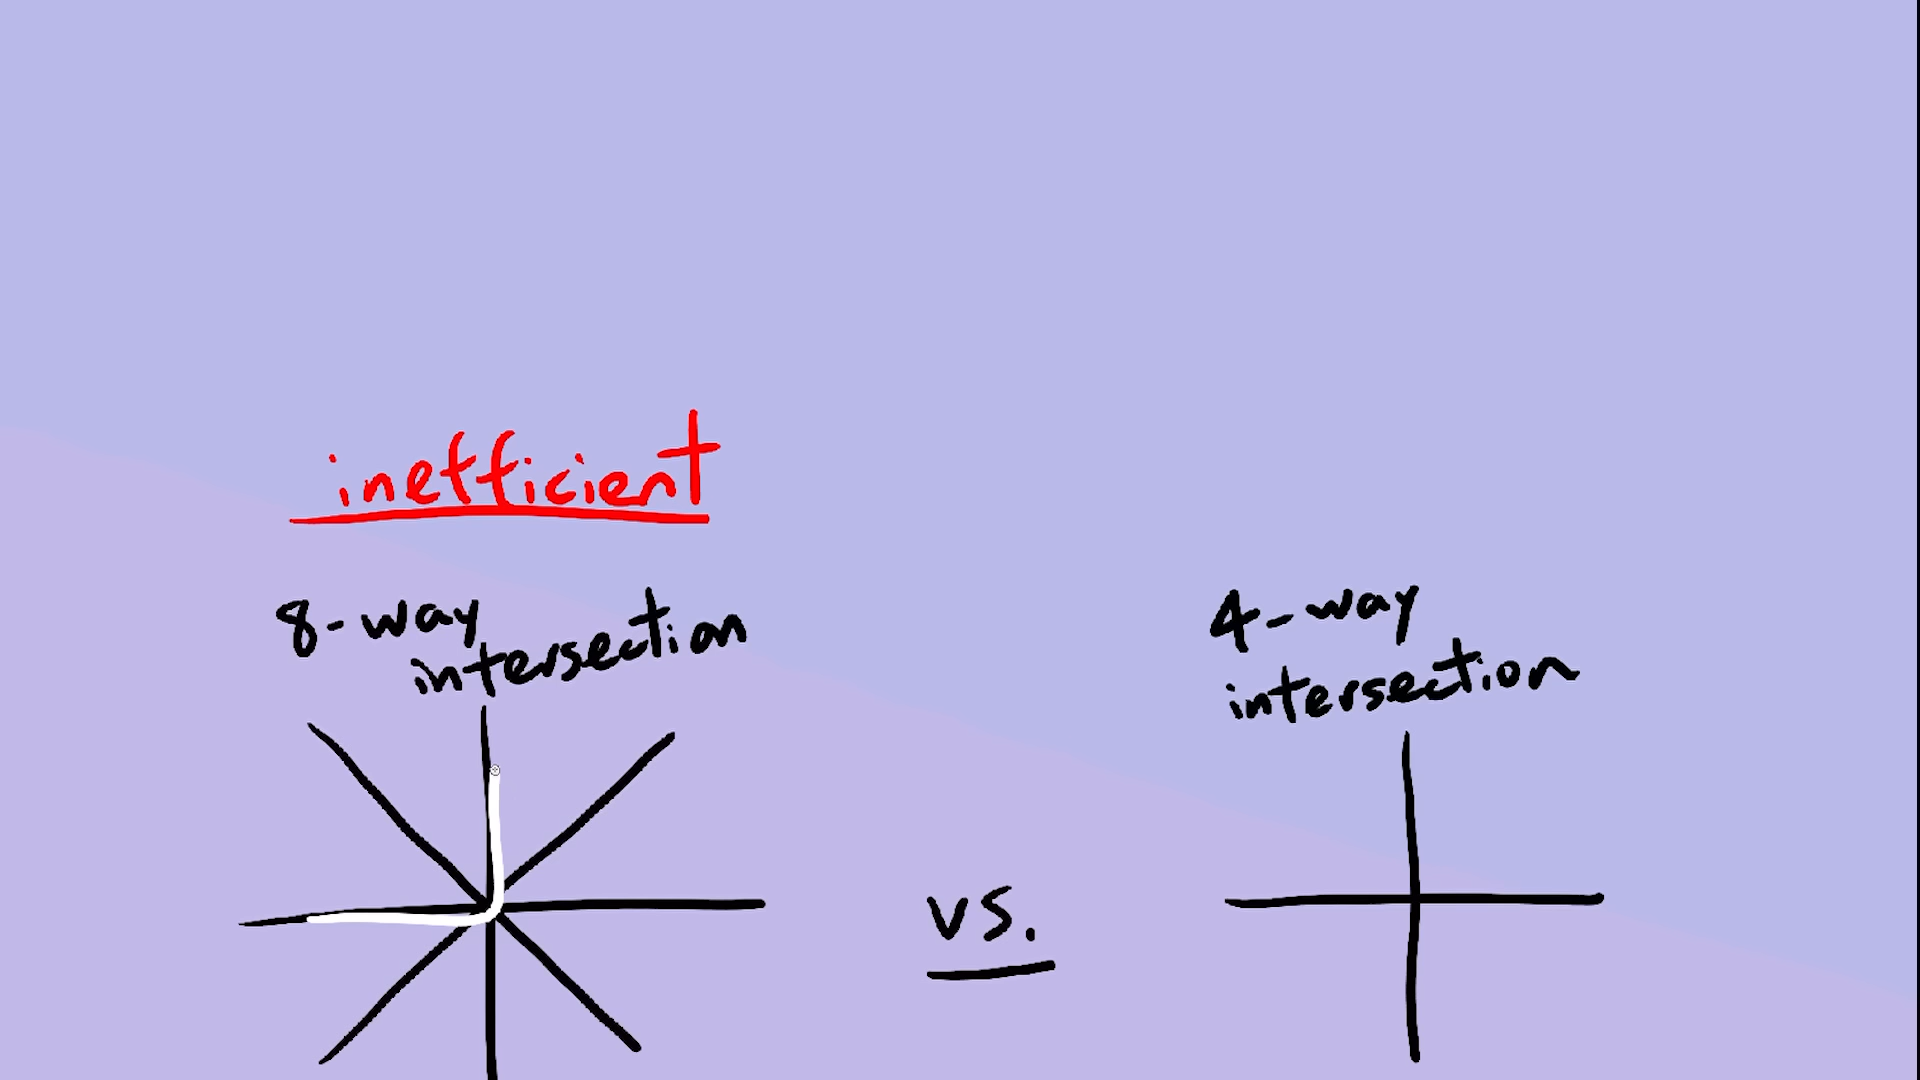 inefficient
8-way
intersection
vs.
4-way
intersection